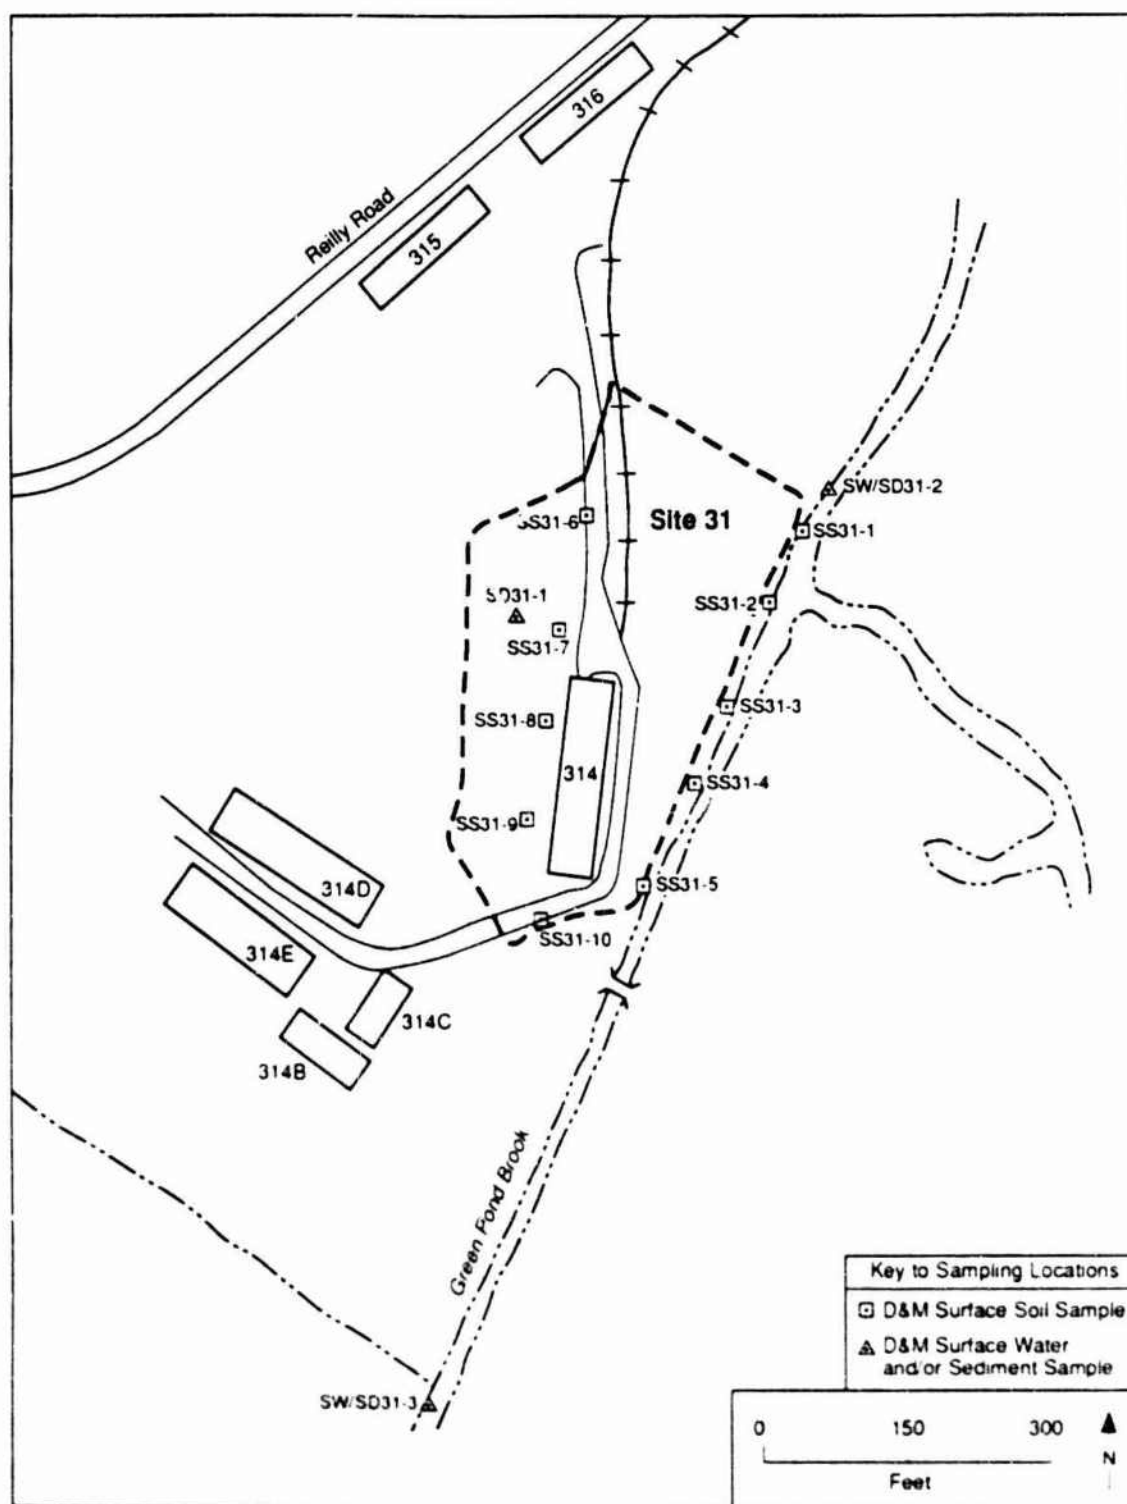 316
Reilly Road
315
SW/SD31-2
SS31-6
Site 31
SS31-1
SD31-1
SS31-2
SS31-7
SS31-3
SS31-8
314
SS31-4
SS31-9
314D
SS31-5
314E
SS31-10
314C
314B
Green Pond Brook
Key to Sampling Locations
D&M Surface Soil Sample
D&M Surface Water
and/or Sediment Sample
SW/SD31-3
0 150 300
N
Feet